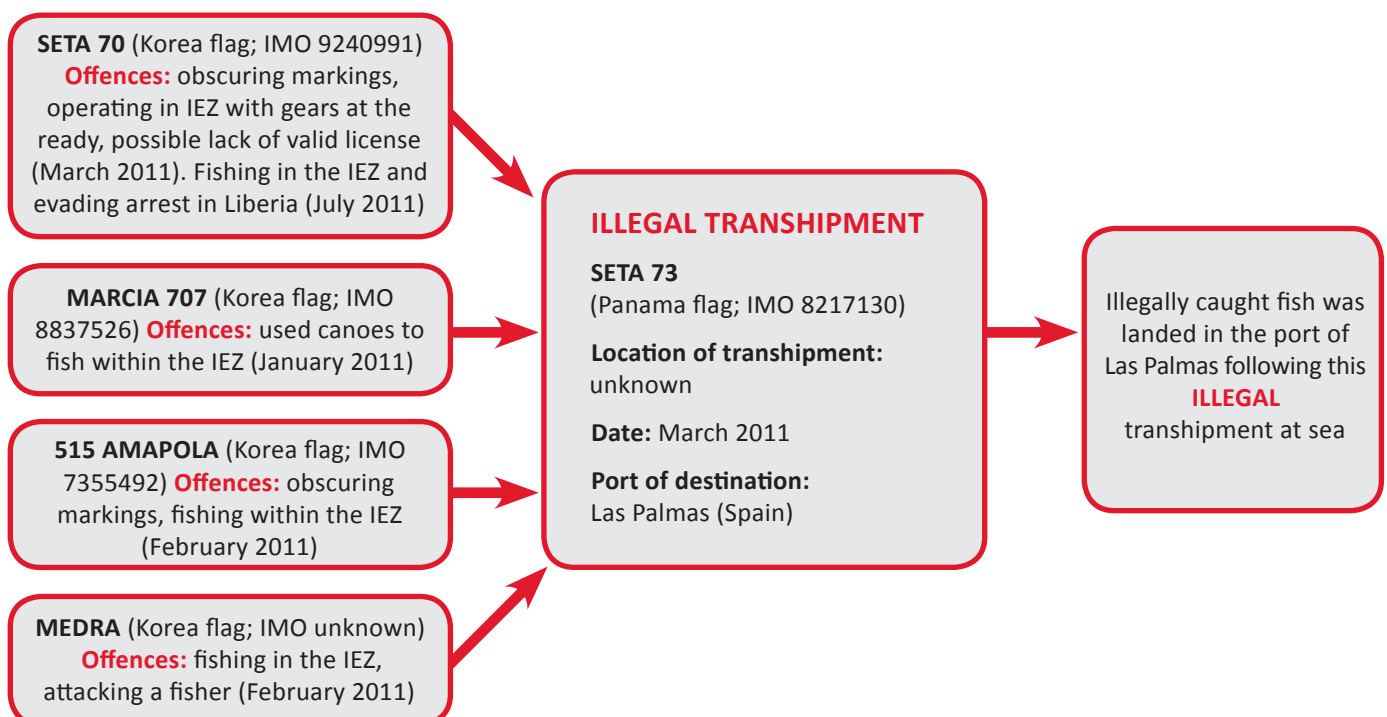 SETA 70 (Korea flag; IMO 9240991)
Offences: obscuring markings,
operating in IEZ with gears at the
ready, possible lack of valid license
(March 2011). Fishing in the IEZ and
evading arrest in Liberia (July 2011)
MARCIA 707 (Korea flag; IMO
8837526) Offences: used canoes to
fish within the IEZ (January 2011)
515 AMAPOLA (Korea flag; IMO
7355492) Offences: obscuring
markings, fishing within the IEZ
(February 2011)
MEDRA (Korea flag; IMO unknown)
Offences: fishing in the IEZ,
attacking a fisher (February 2011)
ILLEGAL TRANSHIPMENT
SETA 73
(Panama flag; IMO 8217130)
Location of transhipment:
unknown
Date: March 2011
Port of destination:
Las Palmas (Spain)
Illegally caught fish was
landed in the port of
Las Palmas following this
ILLEGAL
transhipment at sea